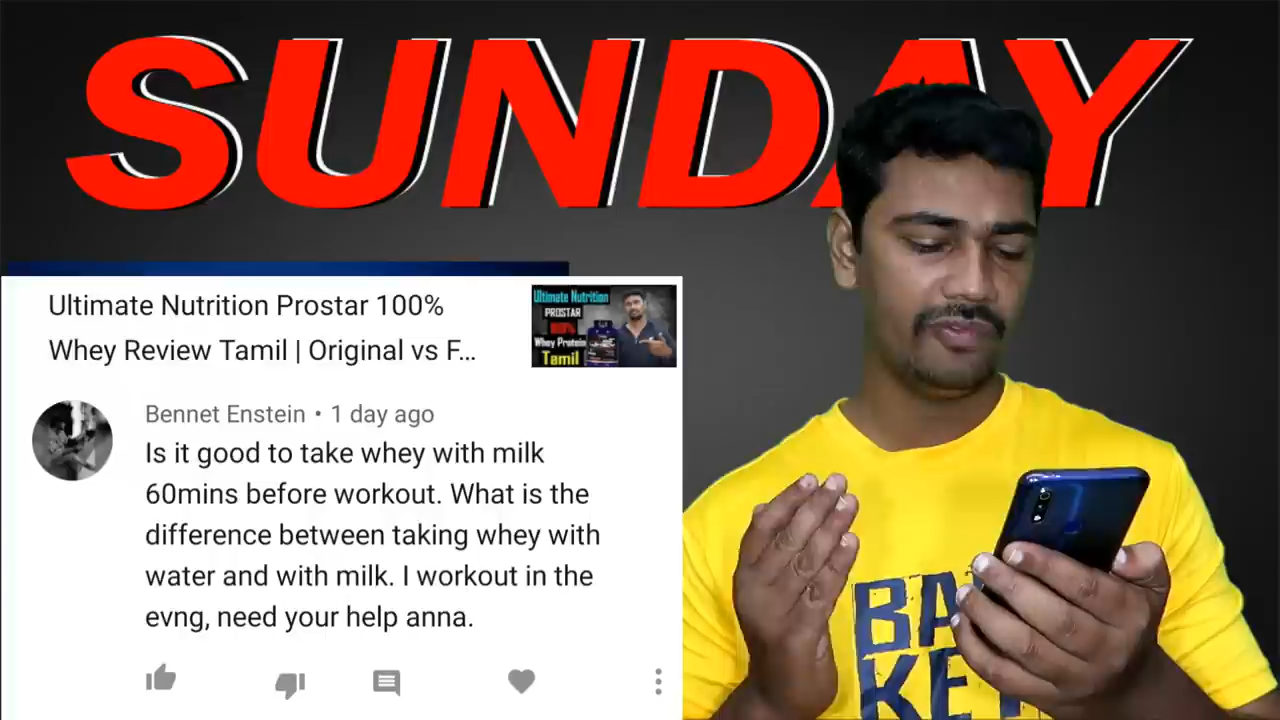 SUNDAY
Ultimate Nutrition Prostar 100%
Whey Review Tamil | Original vs F...
Ultimate Nutrition
PROSTAR
Whey Protein
Tamil
Bennet Enstein • 1 day ago
Is it good to take whey with milk
60mins before workout. What is the
difference between taking whey with
water and with milk. I workout in the
evng, need your help anna.